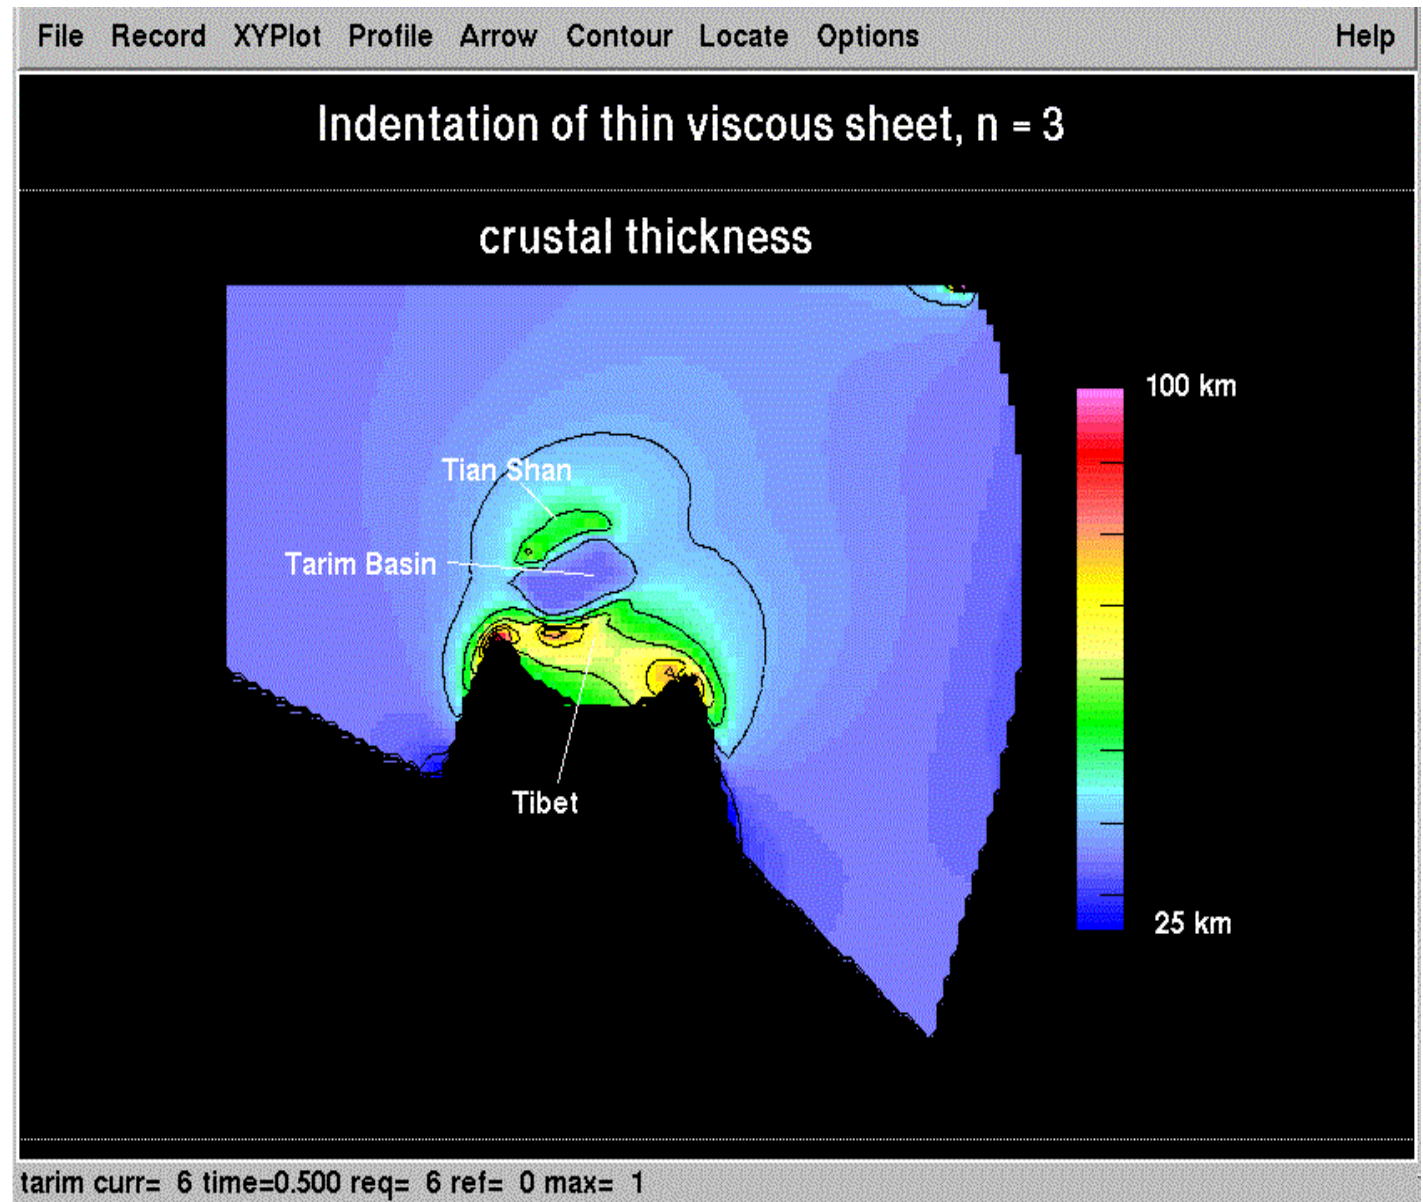 File Record XYPlot Profile Arrow Contour Locate Options Help
Indentation of thin viscous sheet, n = 3
crustal thickness
100 km
Tian Shan
Tarim Basin
Tibet
25 km
tarim curr= 6 time=0.500 req= 6 ref= 0 max= 1